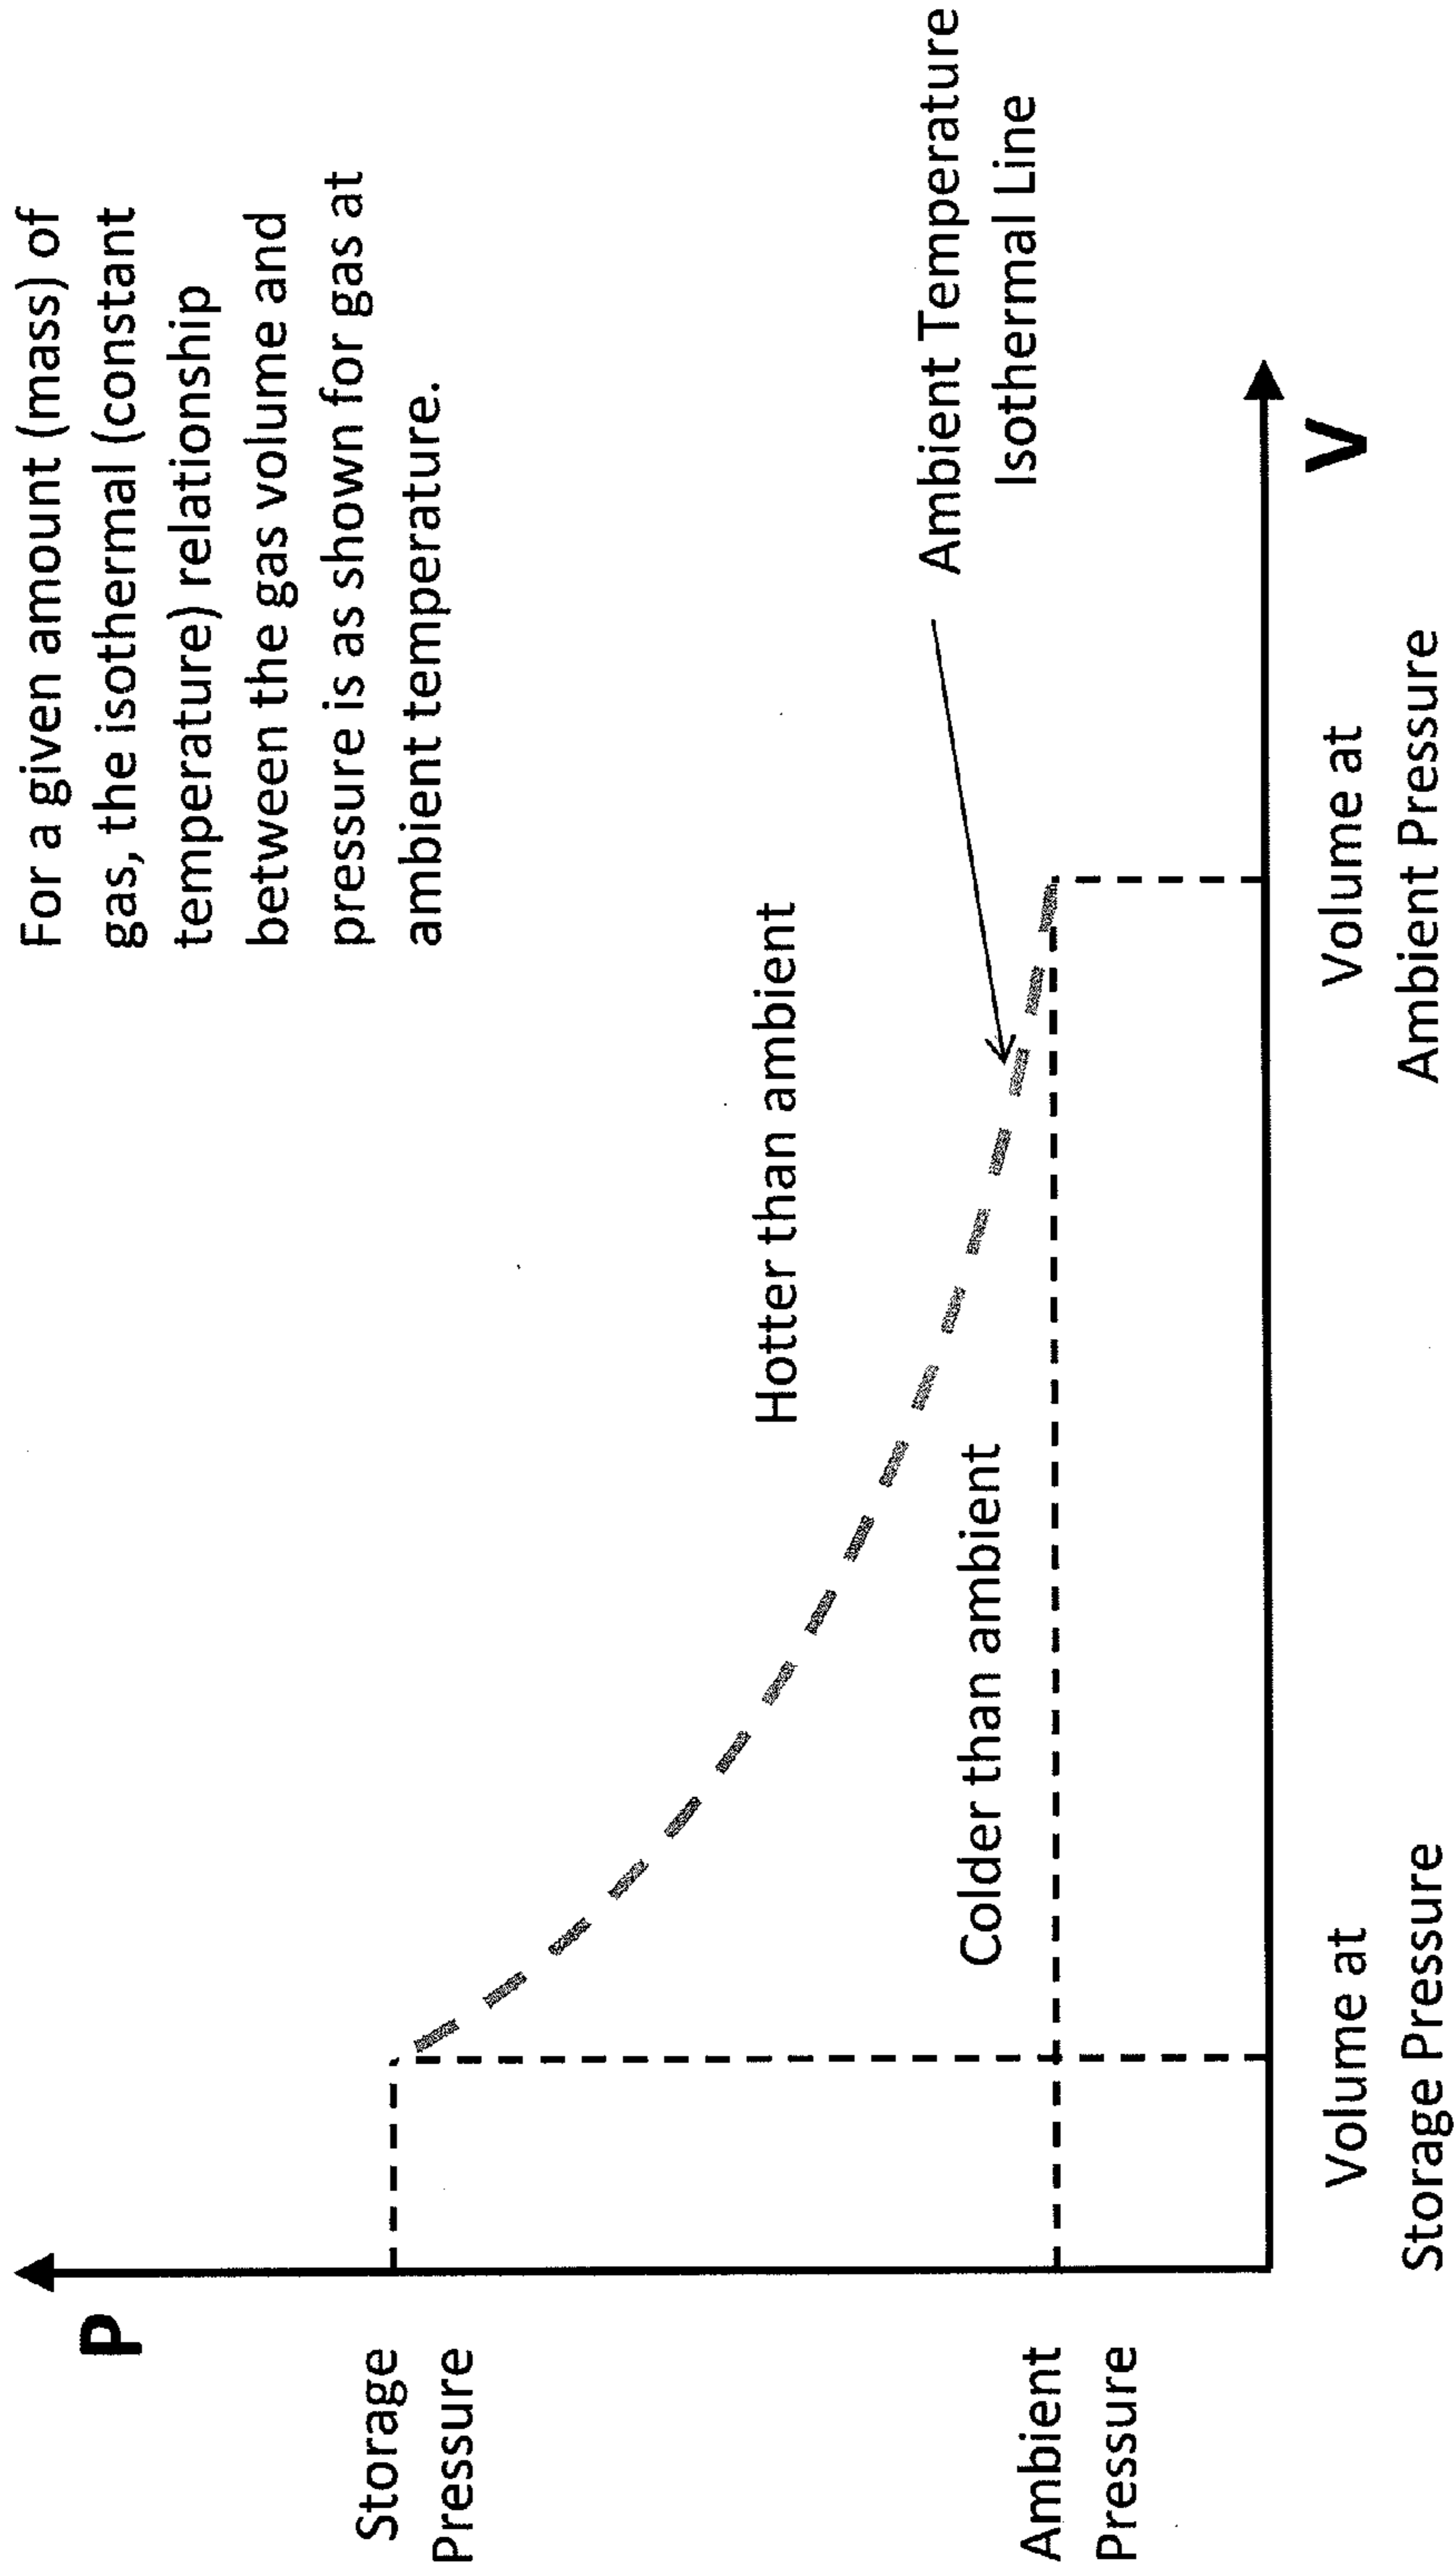 For a given amount (mass) of
gas, the isothermal (constant
temperature) relationship
between the gas volume and
pressure is as shown for gas at
ambient temperature.
P
Storage
Pressure
Hotter than ambient
Ambient Temperature
Isothermal Line
Colder than ambient
Ambient
Pressure
V
Volume at
Storage Pressure
Volume at
Ambient Pressure